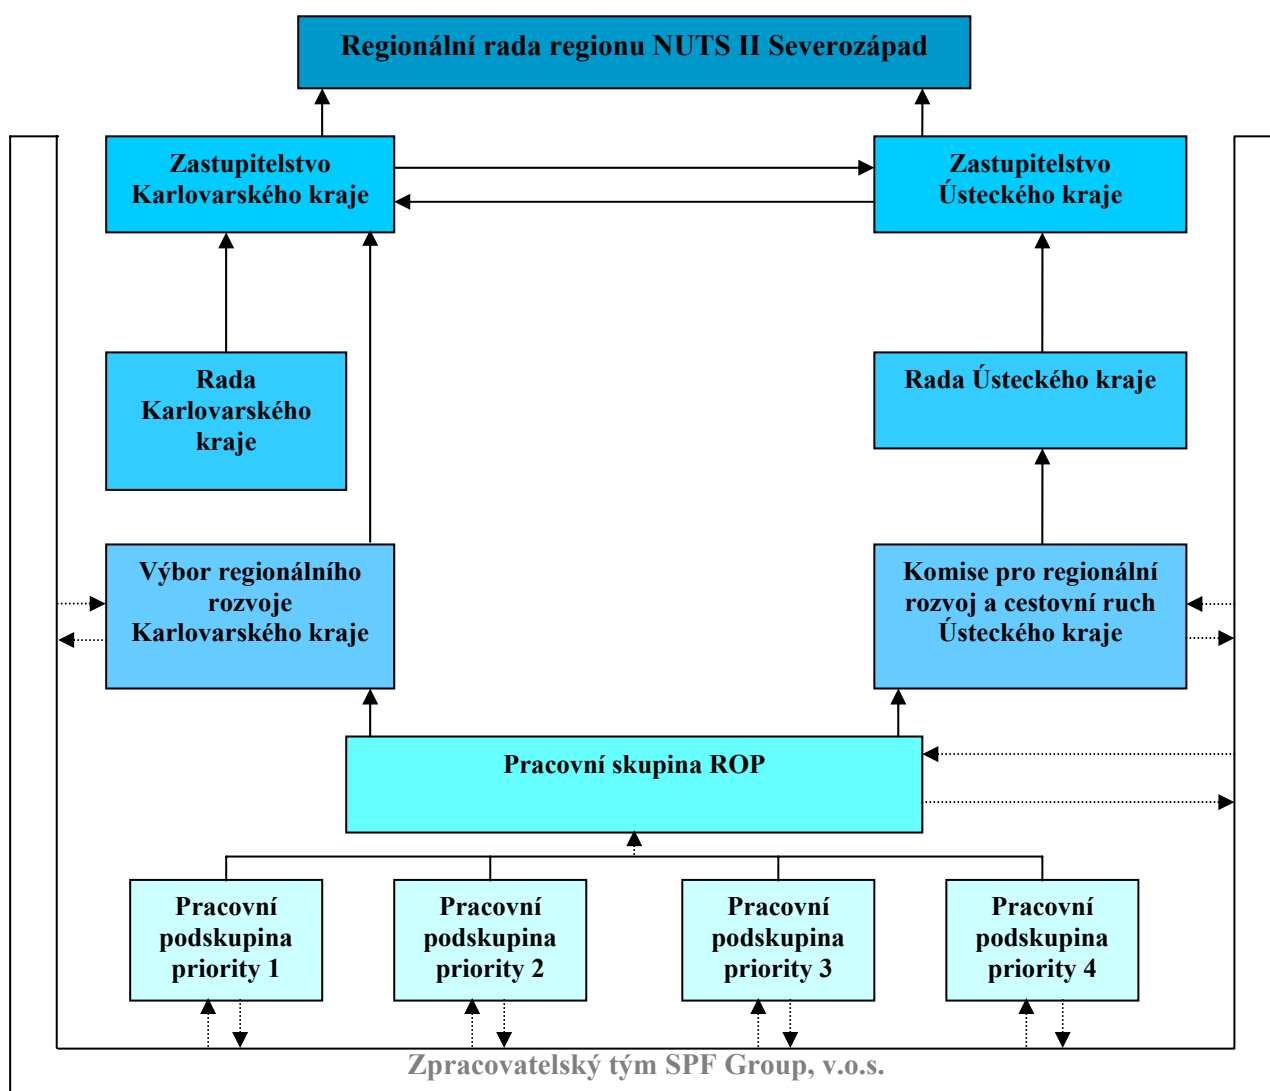 Regionální rada regionu NUTS II Severozápad
Zastupitelstvo
Karlovarského kraje
Zastupitelstvo
Ústeckého kraje
Rada
Karlovarského
kraje
Rada Ústeckého kraje
Výbor regionálního
rozvoje
Karlovarského kraje
Komise pro regionální
rozvoj a cestovní ruch
Ústeckého kraje
Pracovní skupina ROP
Pracovní
podskupina
priority 1
Pracovní
podskupina
priority 2
Pracovní
podskupina
priority 3
Pracovní
podskupina
priority 4
Zpracovatelský tým SPF Group, v.o.s.